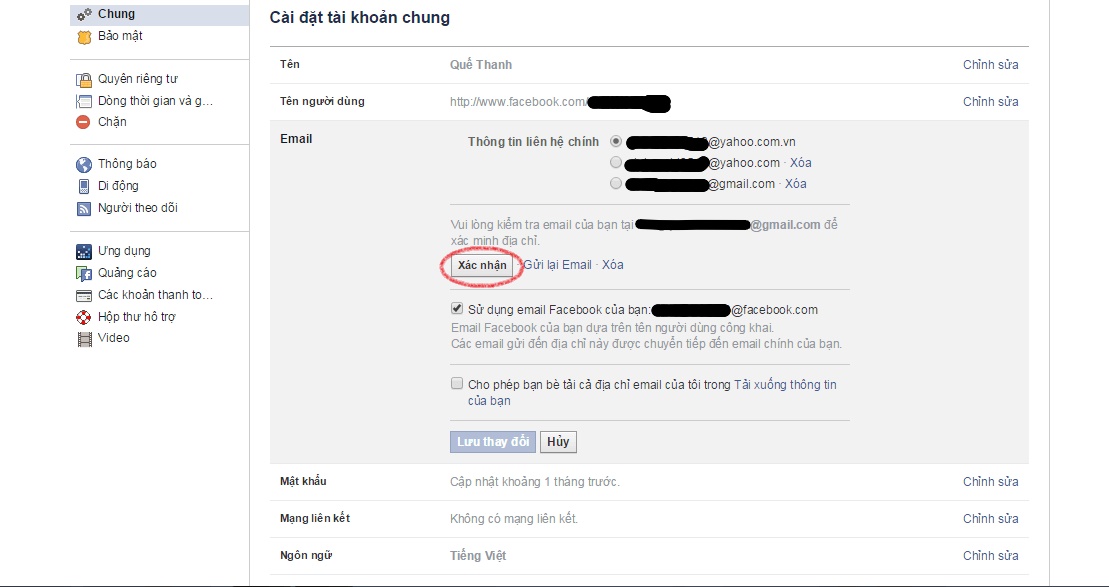 Chung
Bảo mật
Quyền riêng tư
Dòng thời gian và g...
Chặn
Thông báo
Di động
Người theo dõi
Ứng dụng
Quảng cáo
Các khoản thanh to...
Hộp thư hỗ trợ
Video
Cài đặt tài khoản chung
Tên Quế Thanh Chỉnh sửa
Tên người dùng http://www.facebook.com/ Chỉnh sửa
Email Thông tin liên hệ chính @yahoo.com.vn
@yahoo.com · Xóa
@gmail.com · Xóa
Vui lòng kiểm tra email của bạn tại @gmail.com để
xác minh địa chỉ.
Xác nhận · Gửi lại Email · Xóa
Sử dụng email Facebook của bạn: @facebook.com
Email Facebook của bạn dựa trên tên người dùng công khai.
Các email gửi đến địa chỉ này được chuyển tiếp đến email chính của bạn.
Cho phép bạn bè tải cả địa chỉ email của tôi trong Tải xuống thông tin
của bạn
Lưu thay đổi Hủy
Mật khẩu Cập nhật khoảng 1 tháng trước. Chỉnh sửa
Mạng liên kết Không có mạng liên kết. Chỉnh sửa
Ngôn ngữ Tiếng Việt Chỉnh sửa